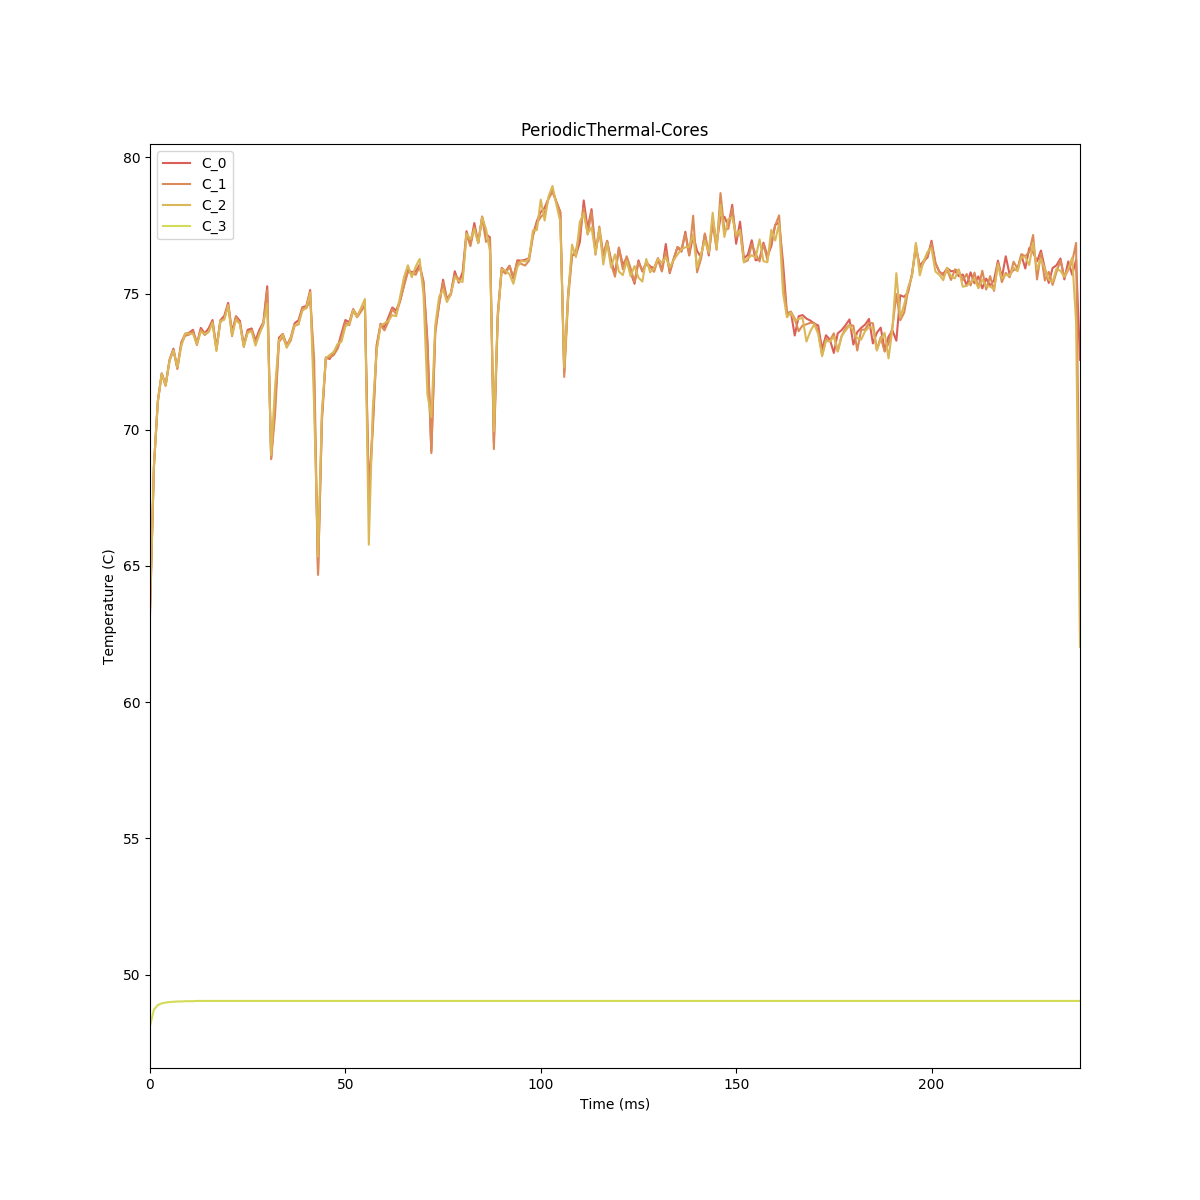 PeriodicThermal-Cores
80
75
70
65
60
55
50
Temperature (C)
C_0
C_1
C_2
C_3
0 50 100 150 200
Time (ms)